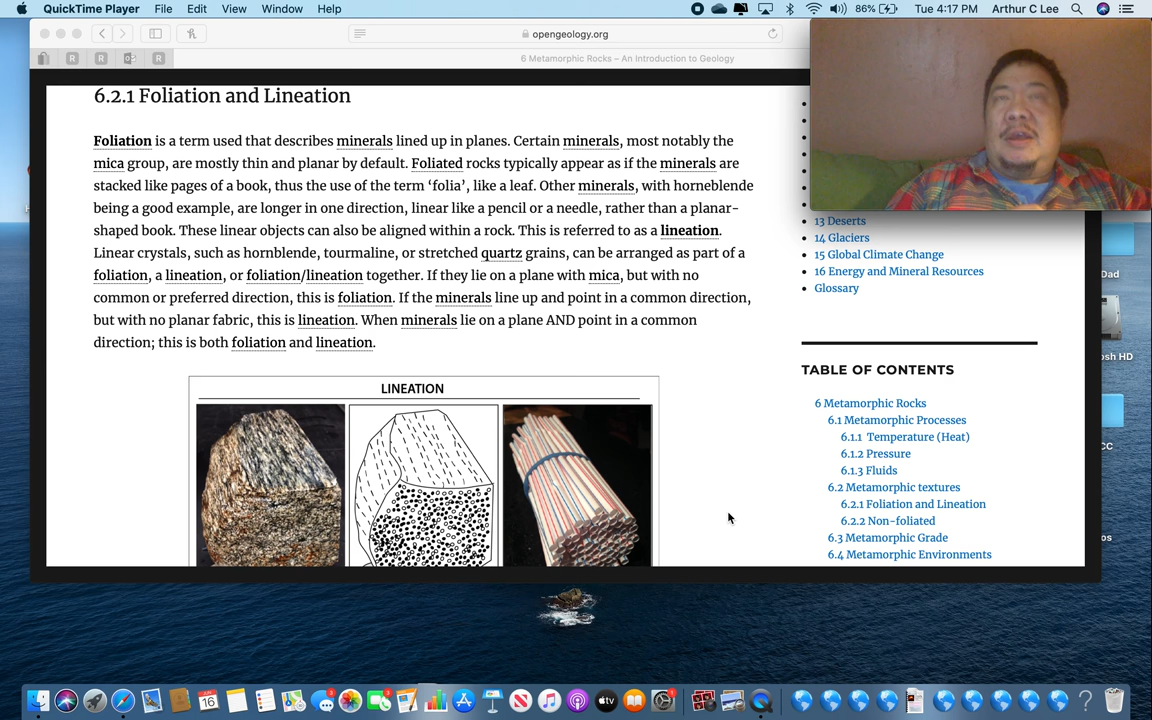 QuickTime Player File Edit View Window Help 86% Tue 4:17 PM Arthur C Lee
opengeology.org
6 Metamorphic Rocks – An Introduction to Geology
6.2.1 Foliation and Lineation
Foliation is a term used that describes minerals lined up in planes. Certain minerals, most notably the
mica group, are mostly thin and planar by default. Foliated rocks typically appear as if the minerals are
stacked like pages of a book, thus the use of the term ‘folia’, like a leaf. Other minerals, with horneblende
being a good example, are longer in one direction, linear like a pencil or a needle, rather than a planar-
shaped book. These linear objects can also be aligned within a rock. This is referred to as a lineation.
Linear crystals, such as hornblende, tourmaline, or stretched quartz grains, can be arranged as part of a
foliation, a lineation, or foliation/lineation together. If they lie on a plane with mica, but with no
common or preferred direction, this is foliation. If the minerals line up and point in a common direction,
but with no planar fabric, this is lineation. When minerals lie on a plane AND point in a common
direction; this is both foliation and lineation.
LINEATION
13 Deserts
14 Glaciers
15 Global Climate Change
16 Energy and Mineral Resources
Glossary
TABLE OF CONTENTS
6 Metamorphic Rocks
6.1 Metamorphic Processes
6.1.1 Temperature (Heat)
6.1.2 Pressure
6.1.3 Fluids
6.2 Metamorphic textures
6.2.1 Foliation and Lineation
6.2.2 Non-foliated
6.3 Metamorphic Grade
6.4 Metamorphic Environments
Dad
osh HD
CC
os
16
tv